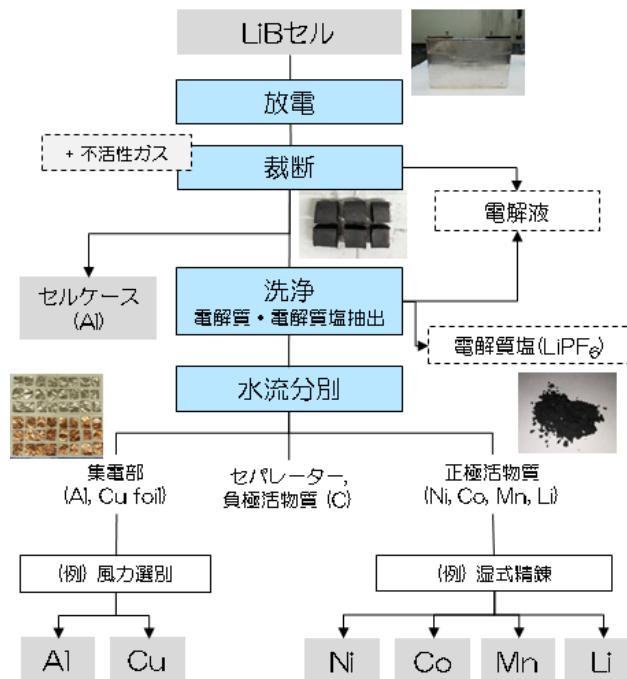 LiBセル
放電
+ 不活性ガス
裁断
電解液
セルケース
(Al)
洗浄
電解質・電解質塩抽出
電解質塩(LiPF₆)
水流分別
集電部
(Al, Cu foil)
セパレーター,
負極活物質 (C)
正極活物質
(Ni, Co, Mn, Li)
(例) 風力選別
(例) 湿式精錬
Al
Cu
Ni
Co
Mn
Li